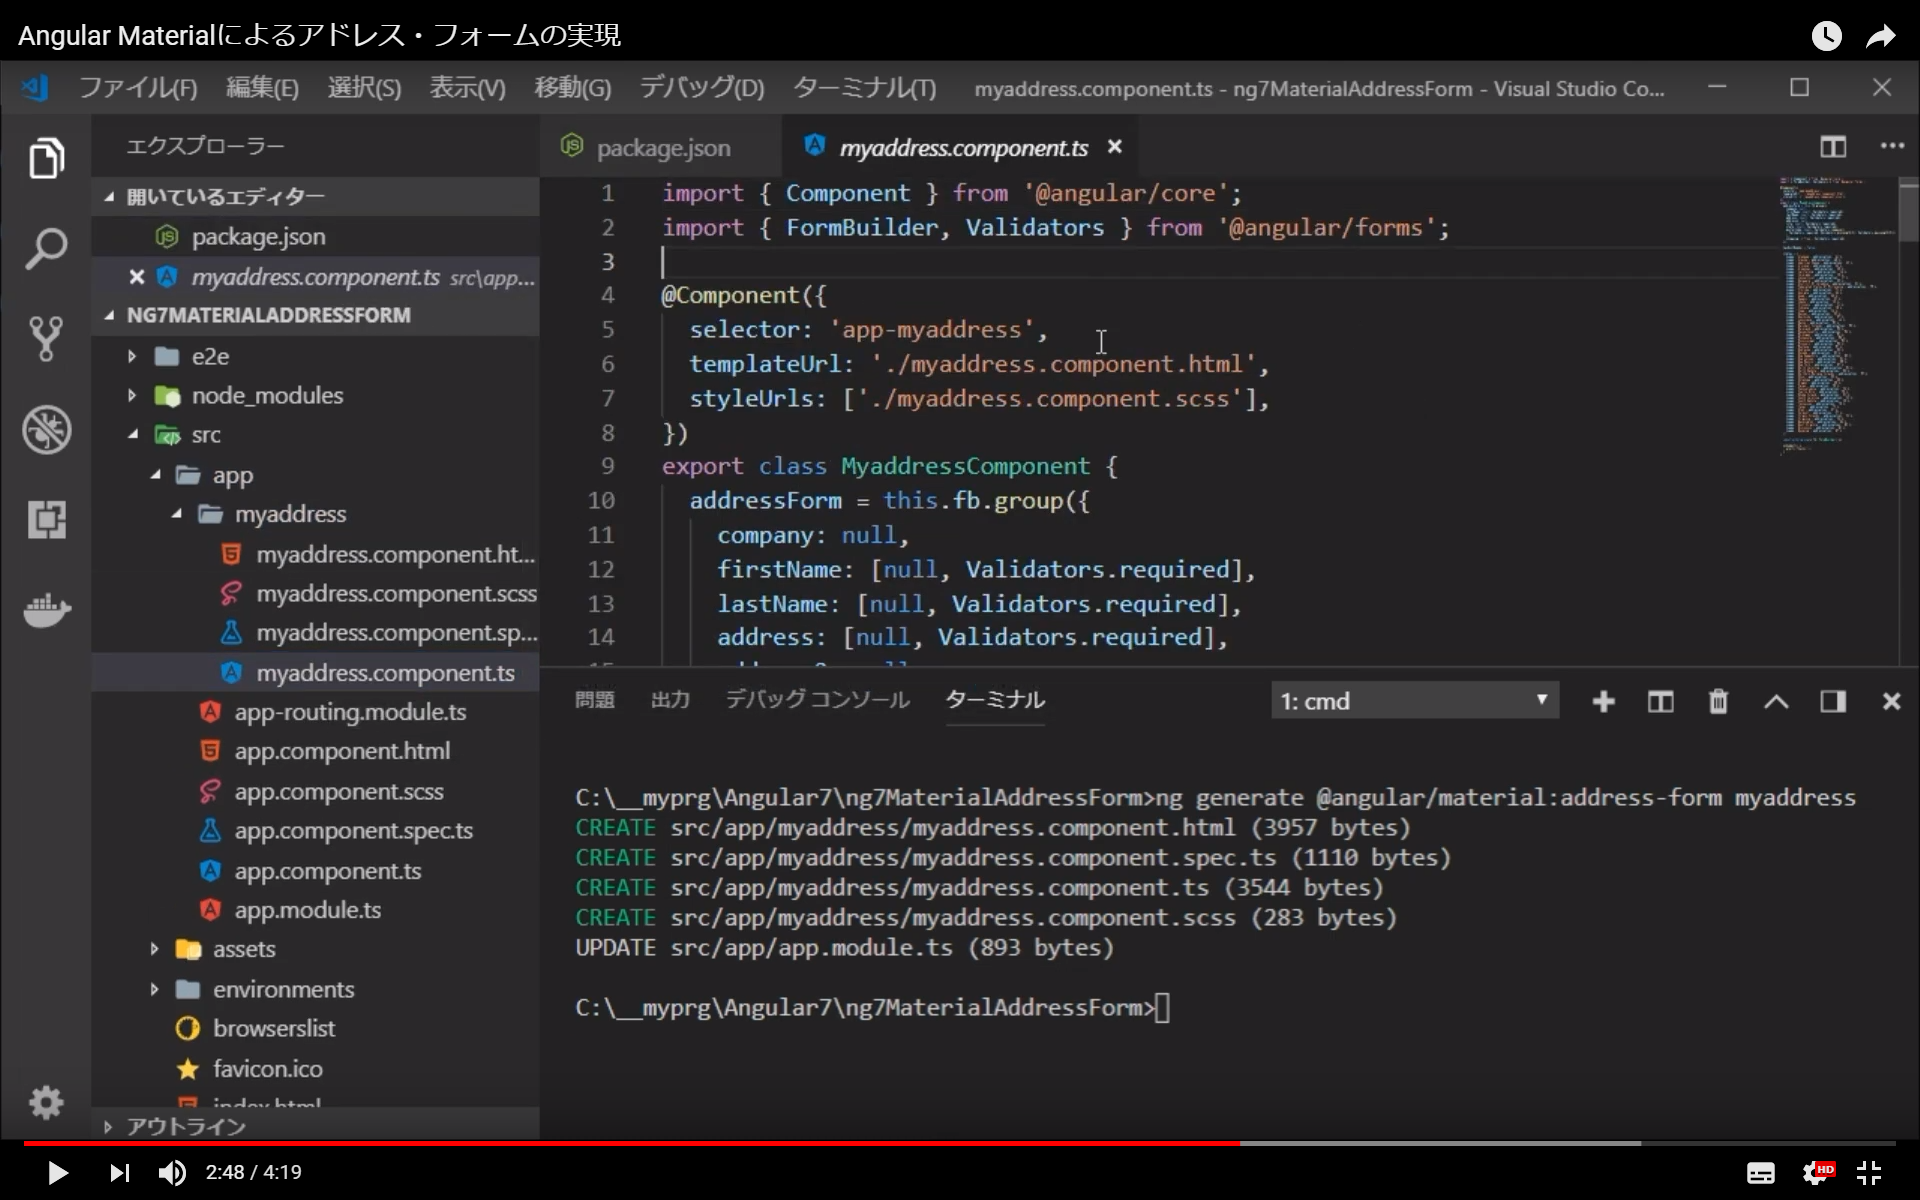 Angular Materialによるアドレス・フォームの実現
ファイル(F) 編集(E) 選択(S) 表示(V) 移動(G) デバッグ(D) ターミナル(T) myaddress.component.ts - ng7MaterialAddressForm - Visual Studio Co...
エクスプローラー
開いているエディター
package.json
myaddress.component.ts src\app...
NG7MATERIALADDRESSFORM
e2e
node_modules
src
app
myaddress
myaddress.component.ht...
myaddress.component.scss
myaddress.component.sp...
myaddress.component.ts
app-routing.module.ts
app.component.html
app.component.scss
app.component.spec.ts
app.component.ts
app.module.ts
assets
environments
browserslist
favicon.ico
index.html
アウトライン
package.json myaddress.component.ts
1 import { Component } from '@angular/core';
2 import { FormBuilder, Validators } from '@angular/forms';
3
4 @Component({
5 selector: 'app-myaddress',
6 templateUrl: './myaddress.component.html',
7 styleUrls: ['./myaddress.component.scss'],
8 })
9 export class MyaddressComponent {
10 addressForm = this.fb.group({
11 company: null,
12 firstName: [null, Validators.required],
13 lastName: [null, Validators.required],
14 address: [null, Validators.required],
問題 出力 デバッグ コンソール ターミナル 1: cmd
C:\__myprg\Angular7\ng7MaterialAddressForm>ng generate @angular/material:address-form myaddress
CREATE src/app/myaddress/myaddress.component.html (3957 bytes)
CREATE src/app/myaddress/myaddress.component.spec.ts (1110 bytes)
CREATE src/app/myaddress/myaddress.component.ts (3544 bytes)
CREATE src/app/myaddress/myaddress.component.scss (283 bytes)
UPDATE src/app/app.module.ts (893 bytes)
C:\__myprg\Angular7\ng7MaterialAddressForm>
2:48 / 4:19
HD